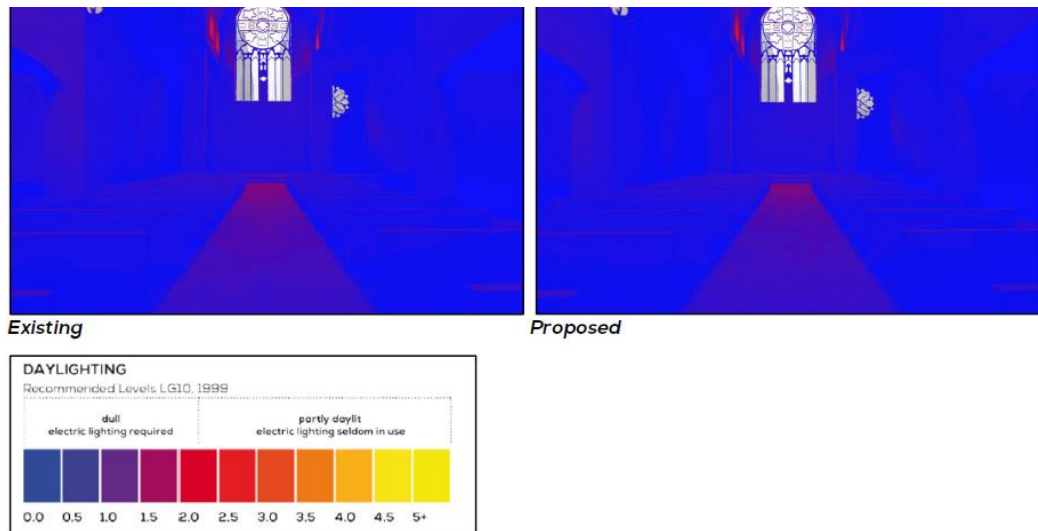 Existing
Proposed
DAYLIGHTING
Recommended Levels LG10, 1999
dull
electric lighting required
partly daylit
electric lighting seldom in use
0.0 0.5 1.0 1.5 2.0 2.5 3.0 3.5 4.0 4.5 5+